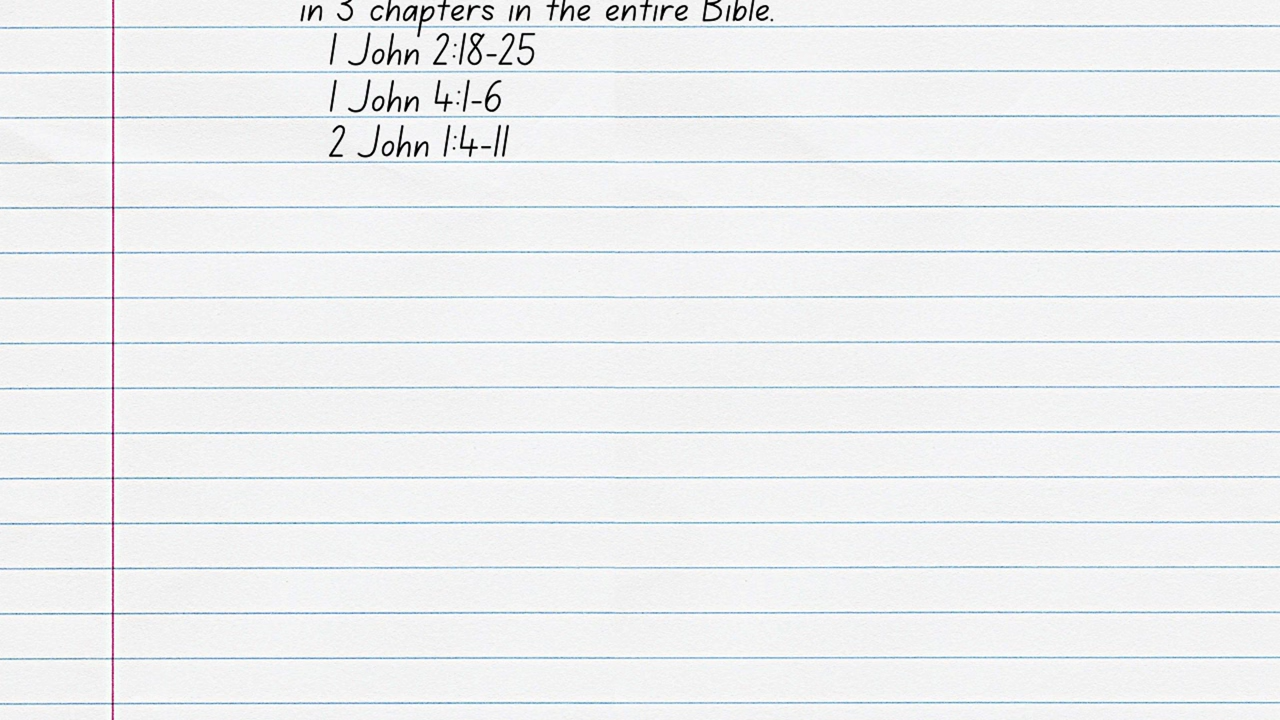 in 3 chapters in the entire Bible.
1 John 2:18-25
1 John 4:1-6
2 John 1:4-11